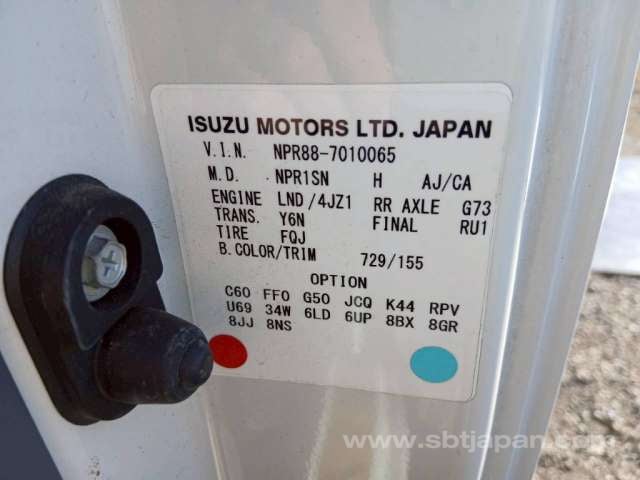 ISUZU MOTORS LTD. JAPAN
V.I.N. NPR88-7010065
M.D. NPR1SN H AJ/CA
ENGINE LND/4JZ1 RR AXLE G73
TRANS. Y6N FINAL RU1
TIRE FQJ
B.COLOR/TRIM 729/155
OPTION
C60 FF0 G50 JCQ K44 RPV
U69 34W 6LD 6UP 8BX 8GR
8JJ 8NS
www.sbtjapan.com